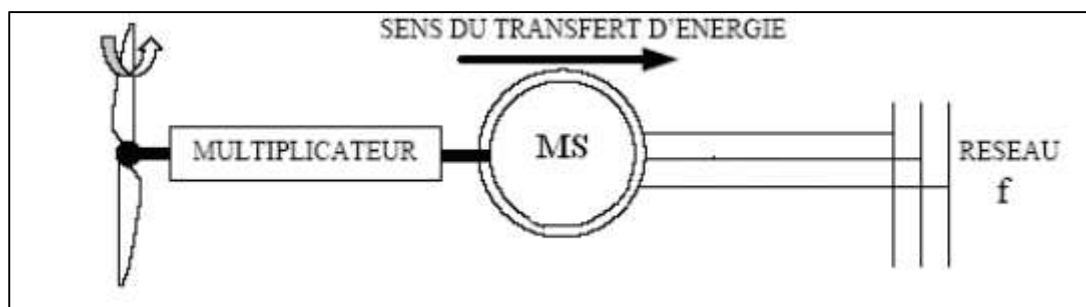 SENS DU TRANSFERT D'ENERGIE
MULTIPLICATEUR
MS
RESEAU
f